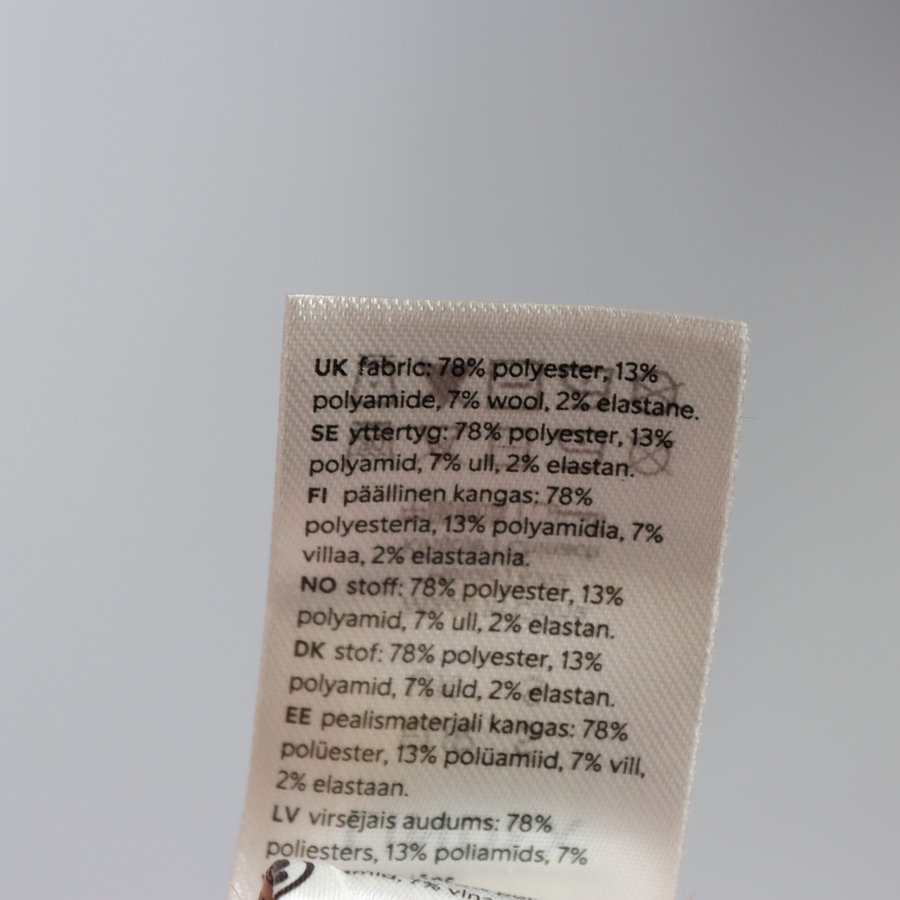 UK fabric: 78% polyester, 13%
polyamide, 7% wool, 2% elastane.
SE yttertyg: 78% polyester, 13%
polyamid, 7% ull, 2% elastan.
FI päällinen kangas: 78%
polyesteria, 13% polyamidia, 7%
villaa, 2% elastaania.
NO stoff: 78% polyester, 13%
polyamid, 7% ull, 2% elastan.
DK stof: 78% polyester, 13%
polyamid, 7% uld, 2% elastan.
EE pealismaterjali kangas: 78%
polüester, 13% polüamiid, 7% vill,
2% elastaan.
LV virsējais audums: 78%
poliesters, 13% poliamīds, 7%